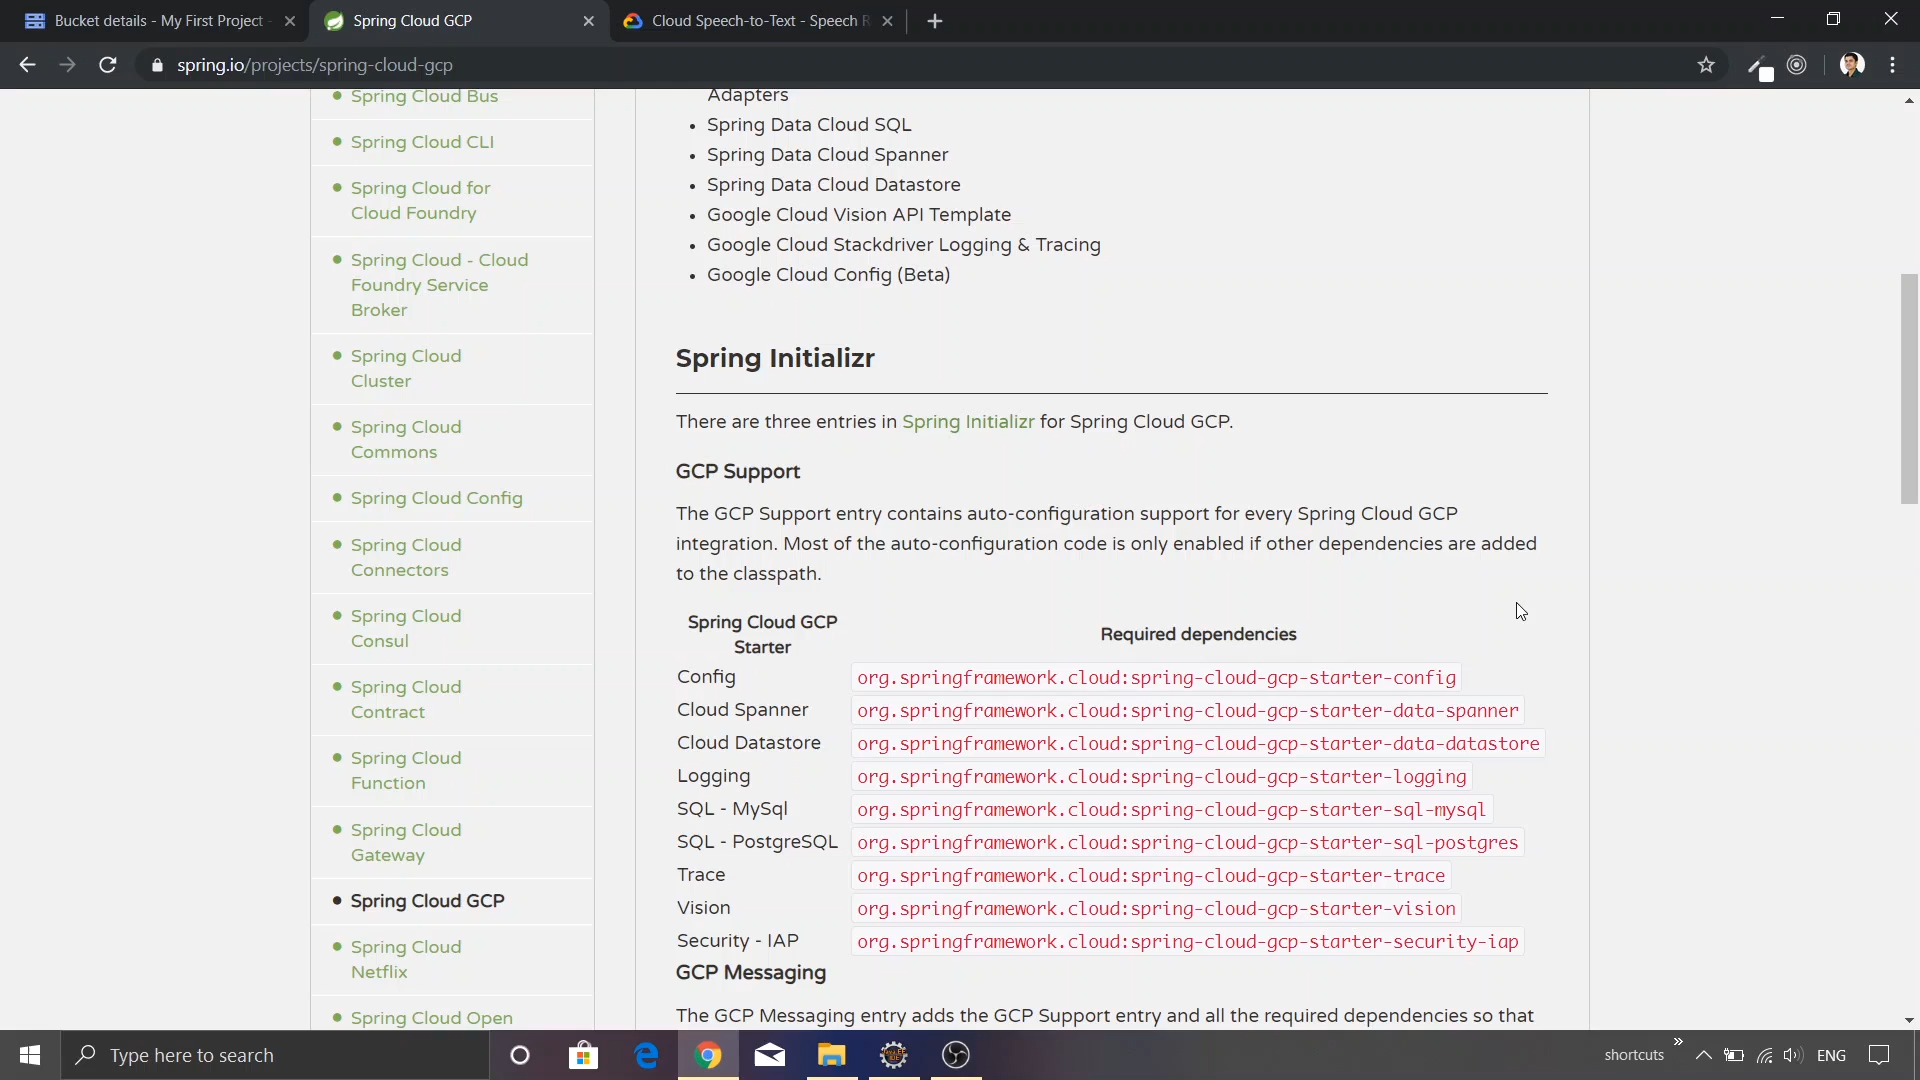 Bucket details - My First Project -
Spring Cloud GCP
Cloud Speech-to-Text - Speech R
spring.io/projects/spring-cloud-gcp
Spring Cloud Bus
Spring Cloud CLI
Spring Cloud for
Cloud Foundry
Spring Cloud - Cloud
Foundry Service
Broker
Spring Cloud
Cluster
Spring Cloud
Commons
Spring Cloud Config
Spring Cloud
Connectors
Spring Cloud
Consul
Spring Cloud
Contract
Spring Cloud
Function
Spring Cloud
Gateway
Spring Cloud GCP
Spring Cloud
Netflix
Spring Cloud Open
Adapters
Spring Data Cloud SQL
Spring Data Cloud Spanner
Spring Data Cloud Datastore
Google Cloud Vision API Template
Google Cloud Stackdriver Logging & Tracing
Google Cloud Config (Beta)
Spring Initializr
There are three entries in Spring Initializr for Spring Cloud GCP.
GCP Support
The GCP Support entry contains auto-configuration support for every Spring Cloud GCP
integration. Most of the auto-configuration code is only enabled if other dependencies are added
to the classpath.
Spring Cloud GCP
Starter
Required dependencies
Config org.springframework.cloud:spring-cloud-gcp-starter-config
Cloud Spanner org.springframework.cloud:spring-cloud-gcp-starter-data-spanner
Cloud Datastore org.springframework.cloud:spring-cloud-gcp-starter-data-datastore
Logging org.springframework.cloud:spring-cloud-gcp-starter-logging
SQL - MySql org.springframework.cloud:spring-cloud-gcp-starter-sql-mysql
SQL - PostgreSQL org.springframework.cloud:spring-cloud-gcp-starter-sql-postgres
Trace org.springframework.cloud:spring-cloud-gcp-starter-trace
Vision org.springframework.cloud:spring-cloud-gcp-starter-vision
Security - IAP org.springframework.cloud:spring-cloud-gcp-starter-security-iap
GCP Messaging
The GCP Messaging entry adds the GCP Support entry and all the required dependencies so that
Type here to search
shortcuts
ENG